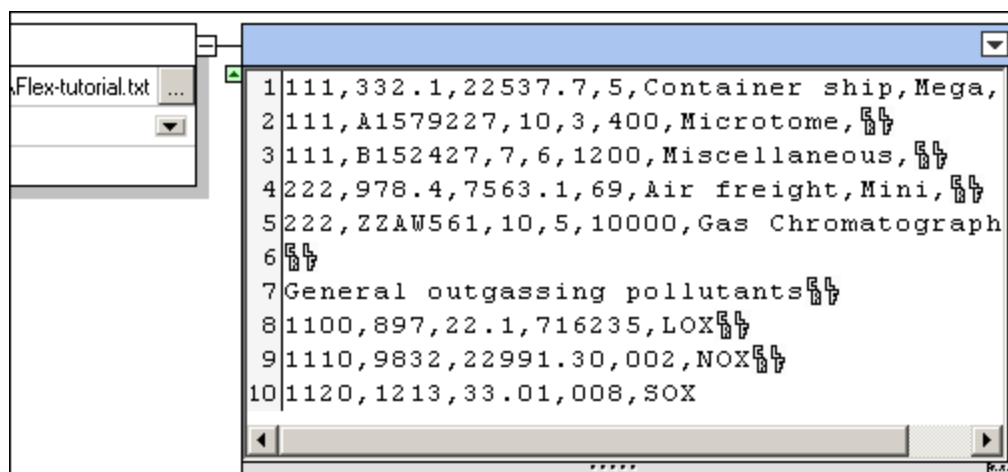 \Flex-tutorial.txt ...
1 111,332.1,22537.7,5,Container ship,Mega,
2 111,A1579227,10,3,400,Microtome,␍␊
3 111,B152427,7,6,1200,Miscellaneous,␍␊
4 222,978.4,7563.1,69,Air freight,Mini,␍␊
5 222,ZZAW561,10,5,10000,Gas Chromatograph
6 ␍␊
7 General outgassing pollutants␍␊
8 1100,897,22.1,716235,LOX␍␊
9 1110,9832,22991.30,002,NOX␍␊
10 1120,1213,33.01,008,SOX